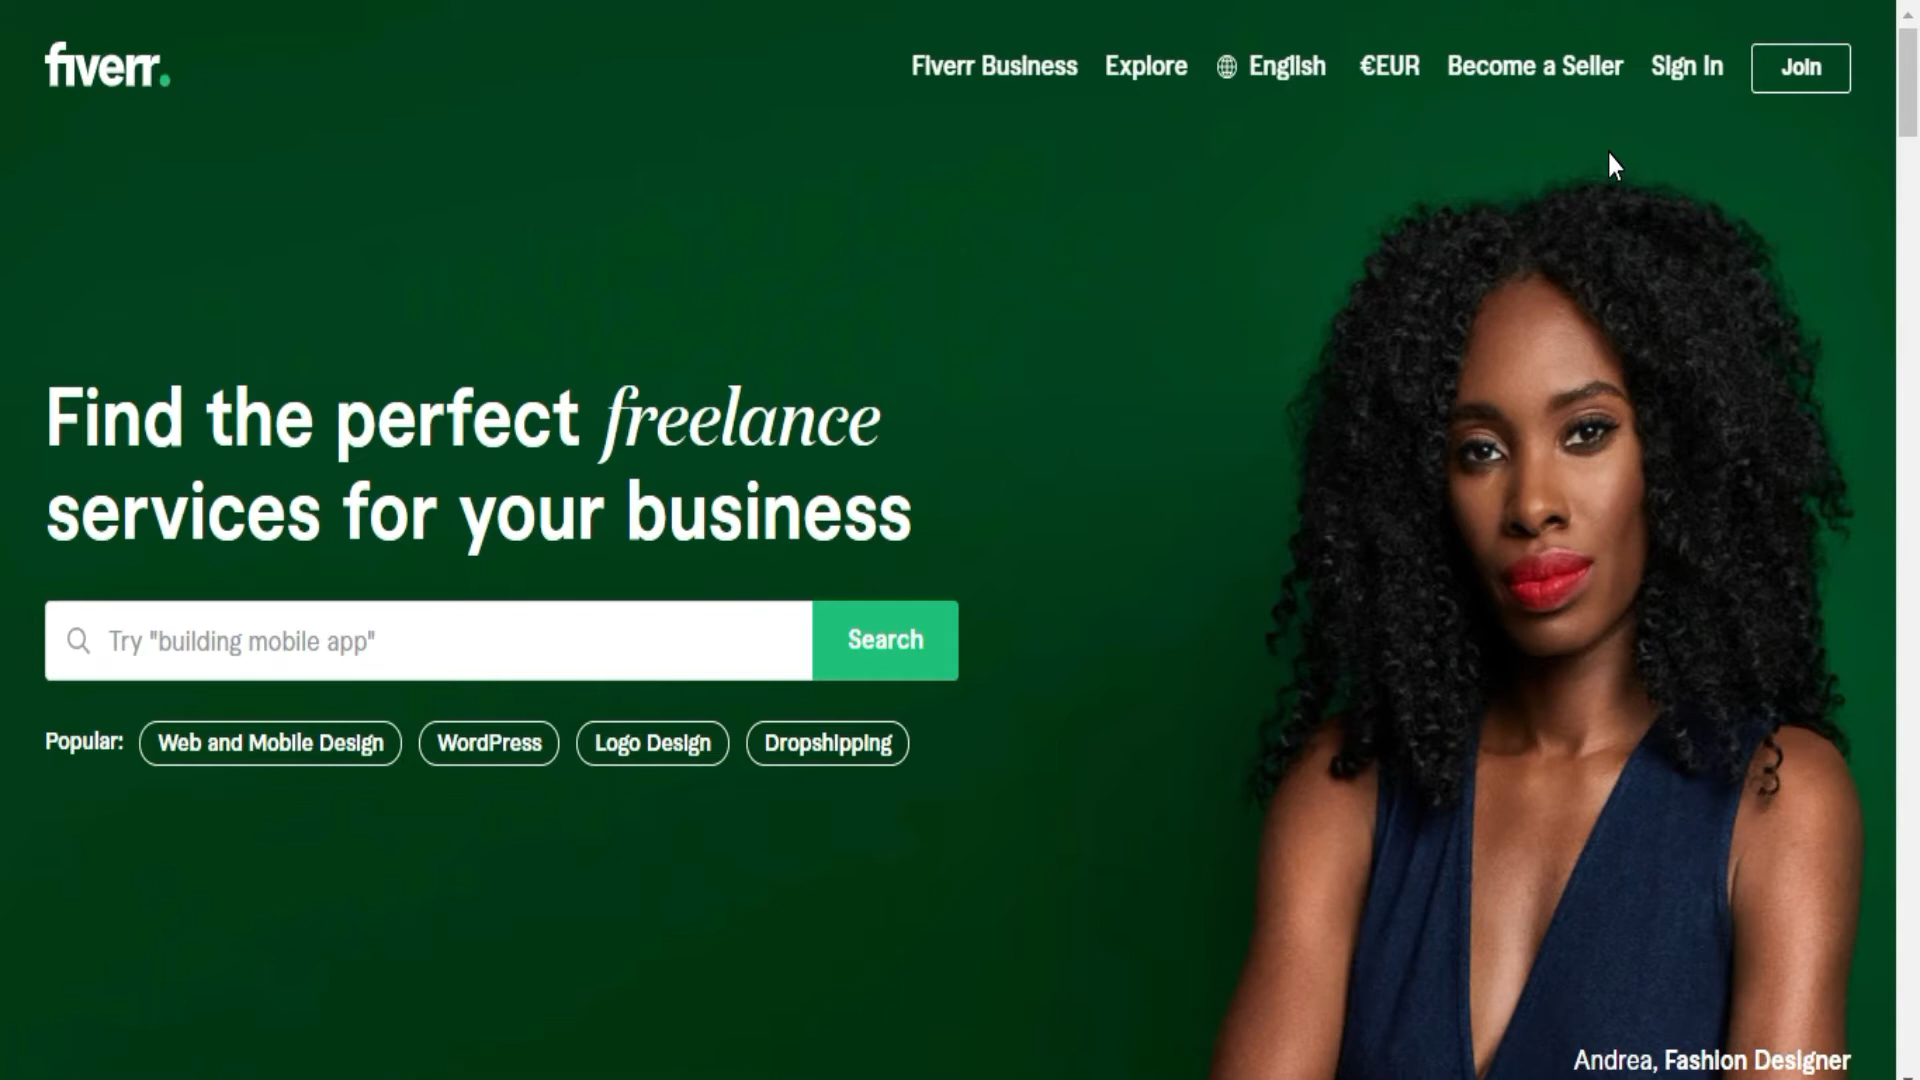 fiverr.
Fiverr Business Explore English €EUR Become a Seller Sign In Join
Find the perfect freelance
services for your business
Try "building mobile app"
Search
Popular: Web and Mobile Design WordPress Logo Design Dropshipping
Andrea, Fashion Designer